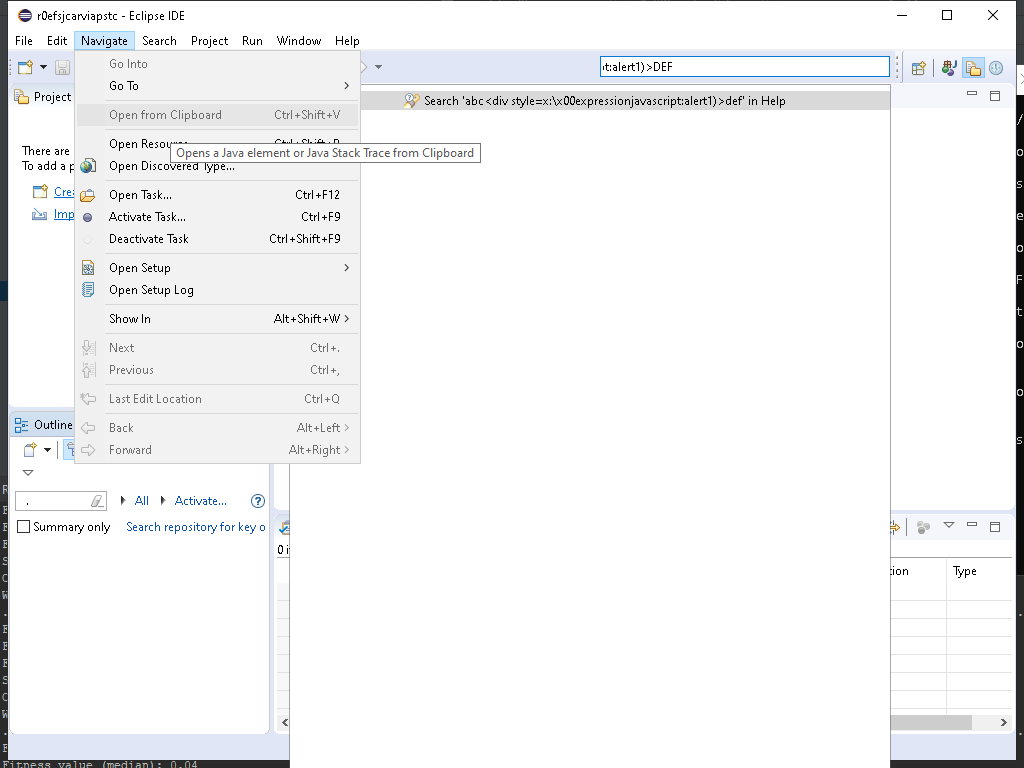 r0efsjcarviapstc - Eclipse IDE
File Edit Navigate Search Project Run Window Help
Go Into
t:alert1)>DEF
Go To
Project
Open from Clipboard Ctrl+Shift+V
Search 'abc<div style=x:\x00expressionjavascript:alert1)>def' in Help
Open Resour
Opens a Java element or Java Stack Trace from Clipboard
There are
Open Discovered Type...
To add a p
Open Task... Ctrl+F12
Crea
Activate Task... Ctrl+F9
Imp
Deactivate Task Ctrl+Shift+F9
Open Setup
Open Setup Log
Show In Alt+Shift+W
Next Ctrl+.
Previous Ctrl+,
Last Edit Location Ctrl+Q
Outline
Back Alt+Left
Forward Alt+Right
. All Activate...
Summary only Search repository for key o
0 i
tion Type
Fitness value (median): 0.04